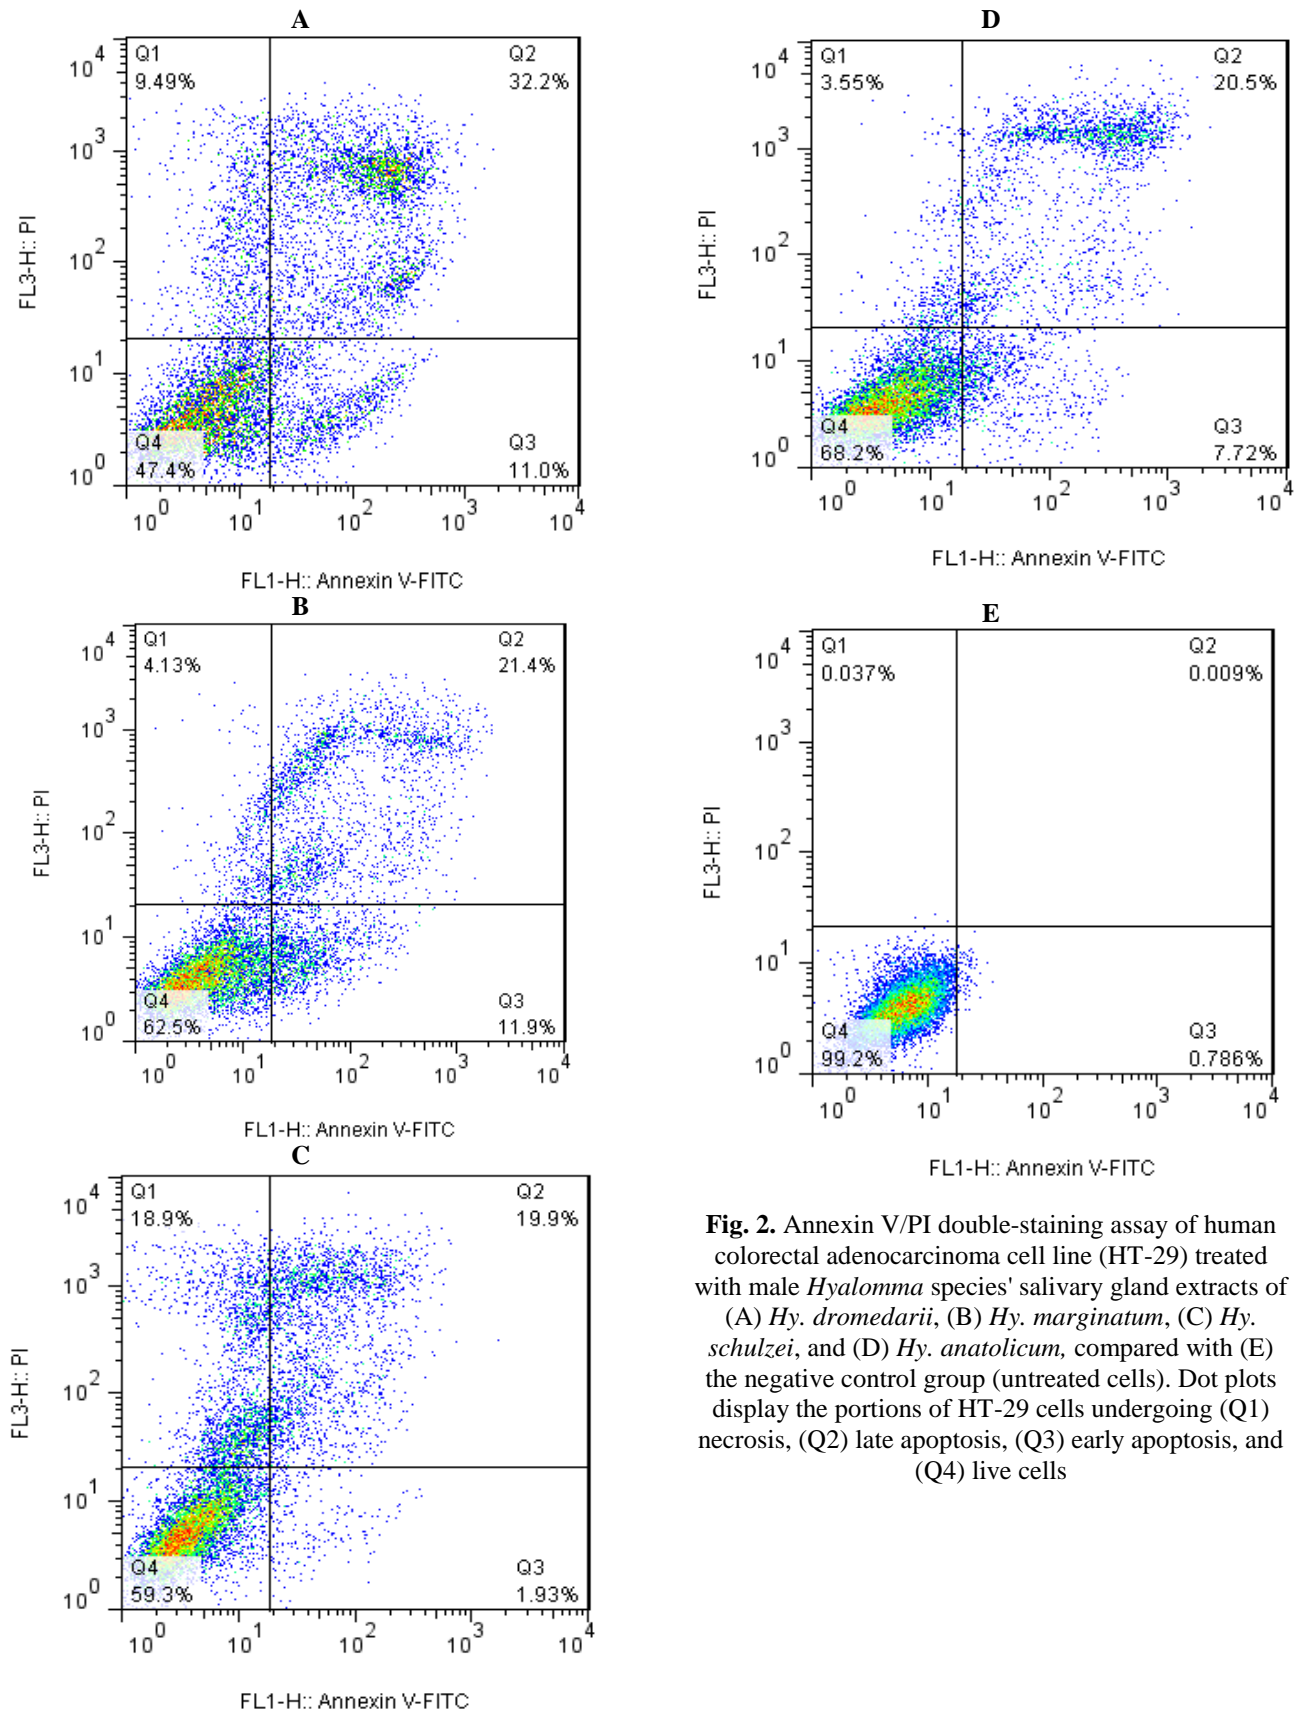 A
Q1
9.49%
Q2
32.2%
10^4
10^3
10^2
10^1
10^0
FL3-H:: PI
Q4
47.4%
Q3
11.0%
10^0 10^1 10^2 10^3 10^4
FL1-H:: Annexin V-FITC
B
Q1
4.13%
Q2
21.4%
10^4
10^3
10^2
10^1
10^0
FL3-H:: PI
Q4
62.5%
Q3
11.9%
10^0 10^1 10^2 10^3 10^4
FL1-H:: Annexin V-FITC
C
Q1
18.9%
Q2
19.9%
10^4
10^3
10^2
10^1
10^0
FL3-H:: PI
Q4
59.3%
Q3
1.93%
10^0 10^1 10^2 10^3 10^4
FL1-H:: Annexin V-FITC
D
Q1
3.55%
Q2
20.5%
10^4
10^3
10^2
10^1
10^0
FL3-H:: PI
Q4
68.2%
Q3
7.72%
10^0 10^1 10^2 10^3 10^4
FL1-H:: Annexin V-FITC
E
Q1
0.037%
Q2
0.009%
10^4
10^3
10^2
10^1
10^0
FL3-H:: PI
Q4
99.2%
Q3
0.786%
10^0 10^1 10^2 10^3 10^4
FL1-H:: Annexin V-FITC
Fig. 2. Annexin V/PI double-staining assay of human
colorectal adenocarcinoma cell line (HT-29) treated
with male Hyalomma species' salivary gland extracts of
(A) Hy. dromedarii, (B) Hy. marginatum, (C) Hy.
schulzei, and (D) Hy. anatolicum, compared with (E)
the negative control group (untreated cells). Dot plots
display the portions of HT-29 cells undergoing (Q1)
necrosis, (Q2) late apoptosis, (Q3) early apoptosis, and
(Q4) live cells